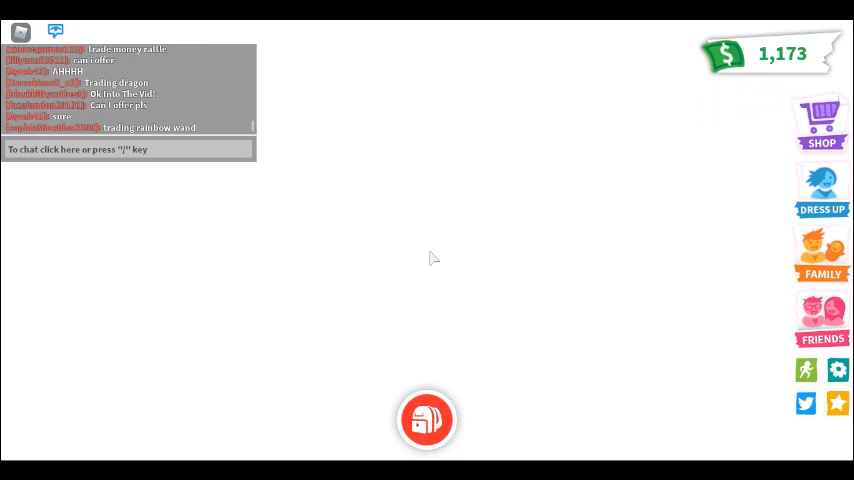 trade money rattle
can i offer
AHHHH
Trading dragon
Ok Into The Vid!
Can I offer pls
sure
trading rainbow wand
To chat click here or press "/" key
$ 1,173
SHOP
DRESS UP
FAMILY
FRIENDS